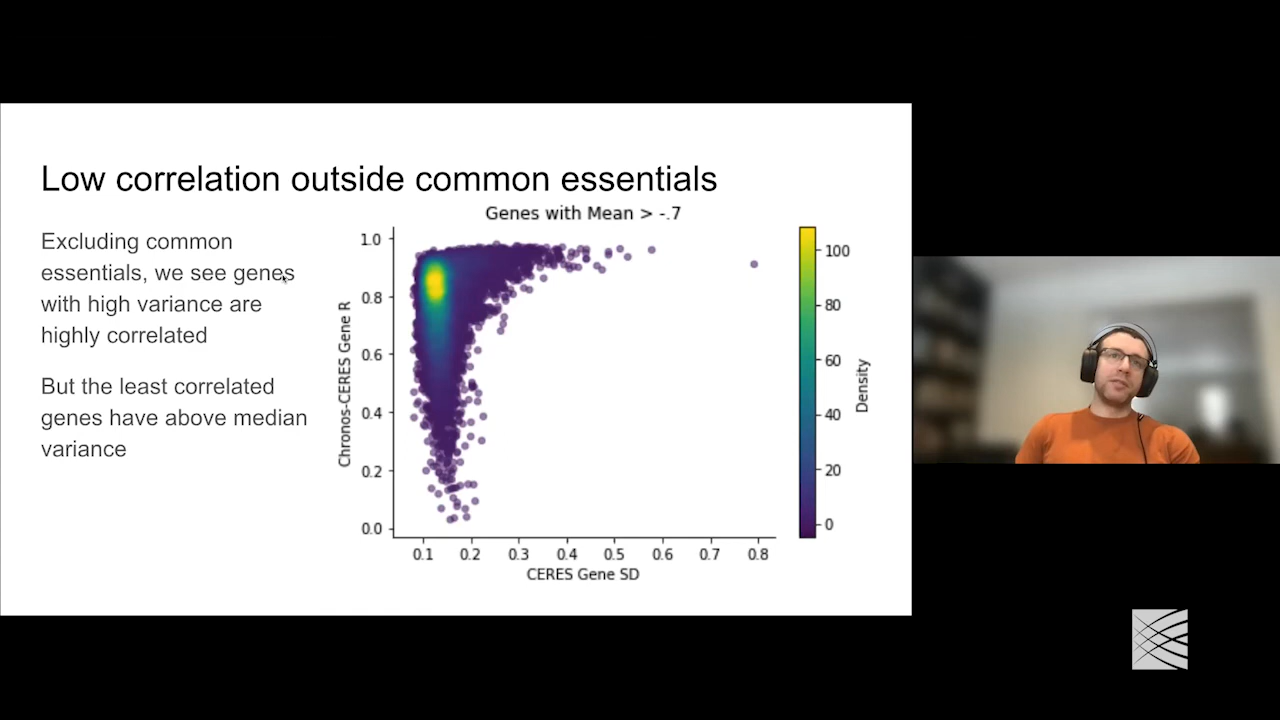 Low correlation outside common essentials
Excluding common
essentials, we see genes
with high variance are
highly correlated
But the least correlated
genes have above median
variance
Genes with Mean > -.7
Chronos-CERES Gene R
1.0
0.8
0.6
0.4
0.2
0.0
0.1 0.2 0.3 0.4 0.5 0.6 0.7 0.8
CERES Gene SD
100
80
60
40
20
0
Density